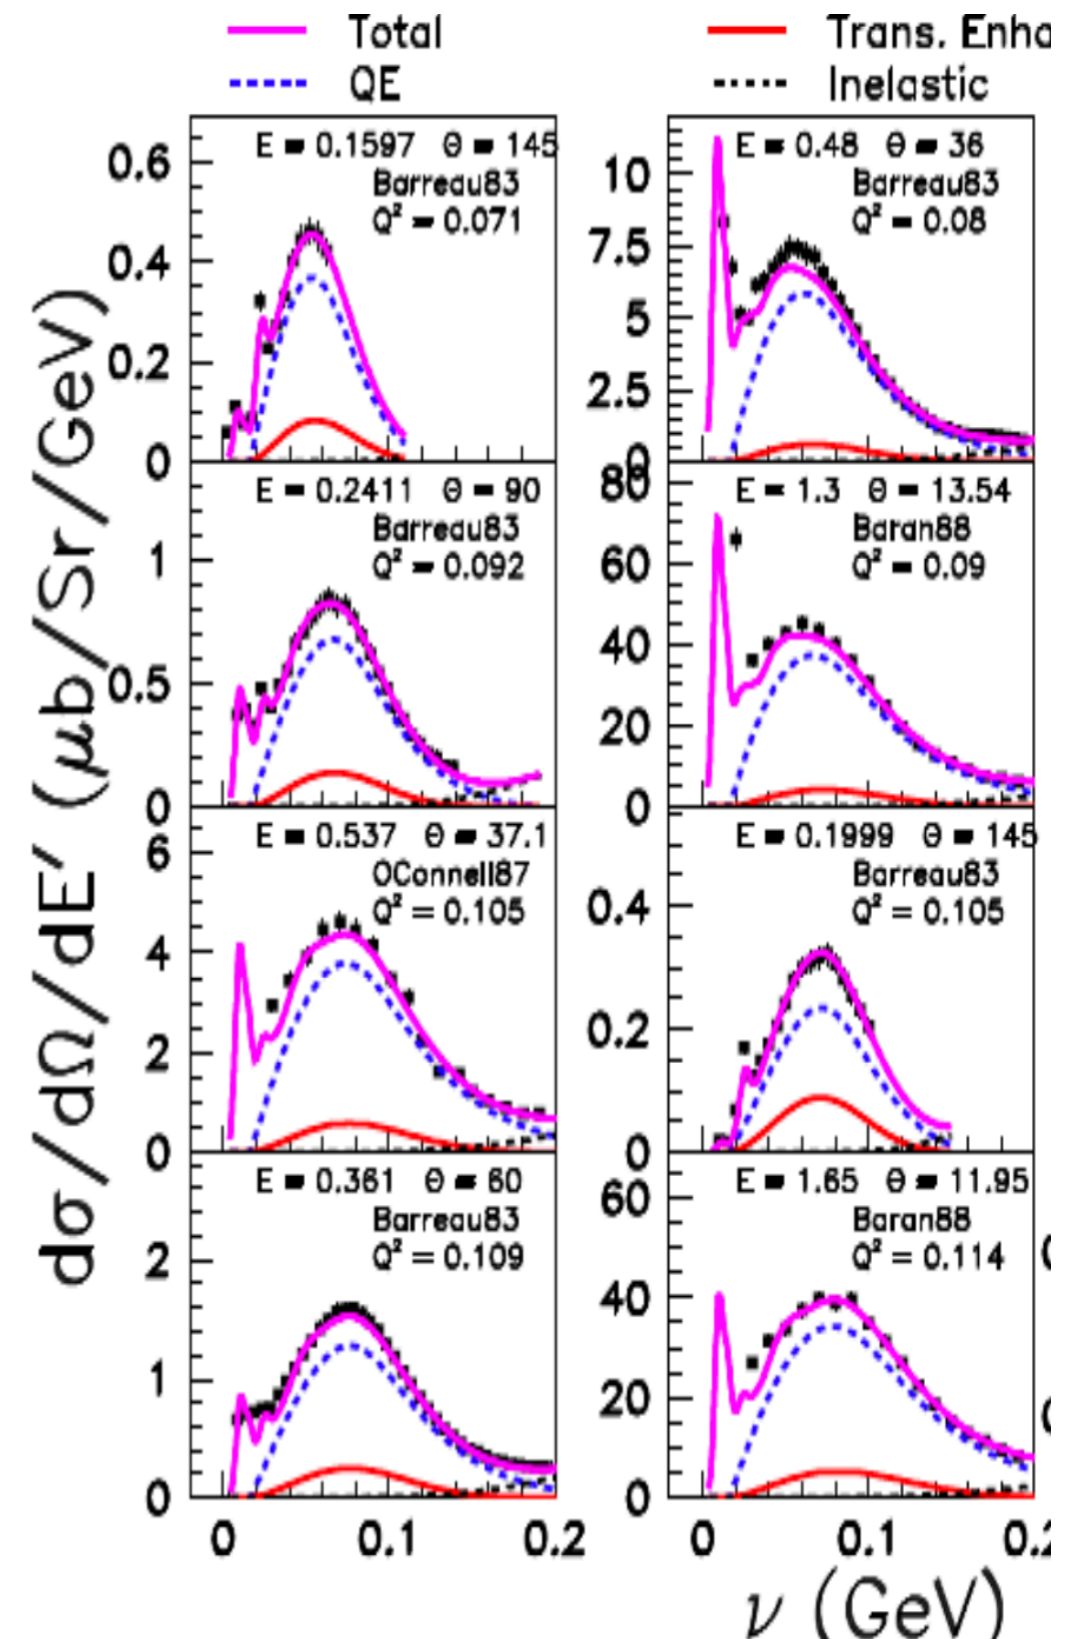 Total
QE
Trans. Enha
Inelastic
dσ/dΩ/dE′ (μb/Sr/GeV)
E = 0.1597 Θ = 145
Barreau83
Q² = 0.071
0.6
0.4
0.2
0
E = 0.48 Θ = 36
Barreau83
Q² = 0.08
10
7.5
5
2.5
0
E = 0.2411 Θ = 90
Barreau83
Q² = 0.092
1
0.5
0
E = 1.3 Θ = 13.54
Baran88
Q² = 0.09
80
60
40
20
0
E = 0.537 Θ = 37.1
OConnell87
Q² = 0.105
6
4
2
0
E = 0.1999 Θ = 145
Barreau83
Q² = 0.105
0.4
0.2
0
E = 0.361 Θ = 60
Barreau83
Q² = 0.109
2
1
0
E = 1.65 Θ = 11.95
Baran88
Q² = 0.114
60
40
20
0
0 0.1 0.2
0 0.1 0.2
ν (GeV)